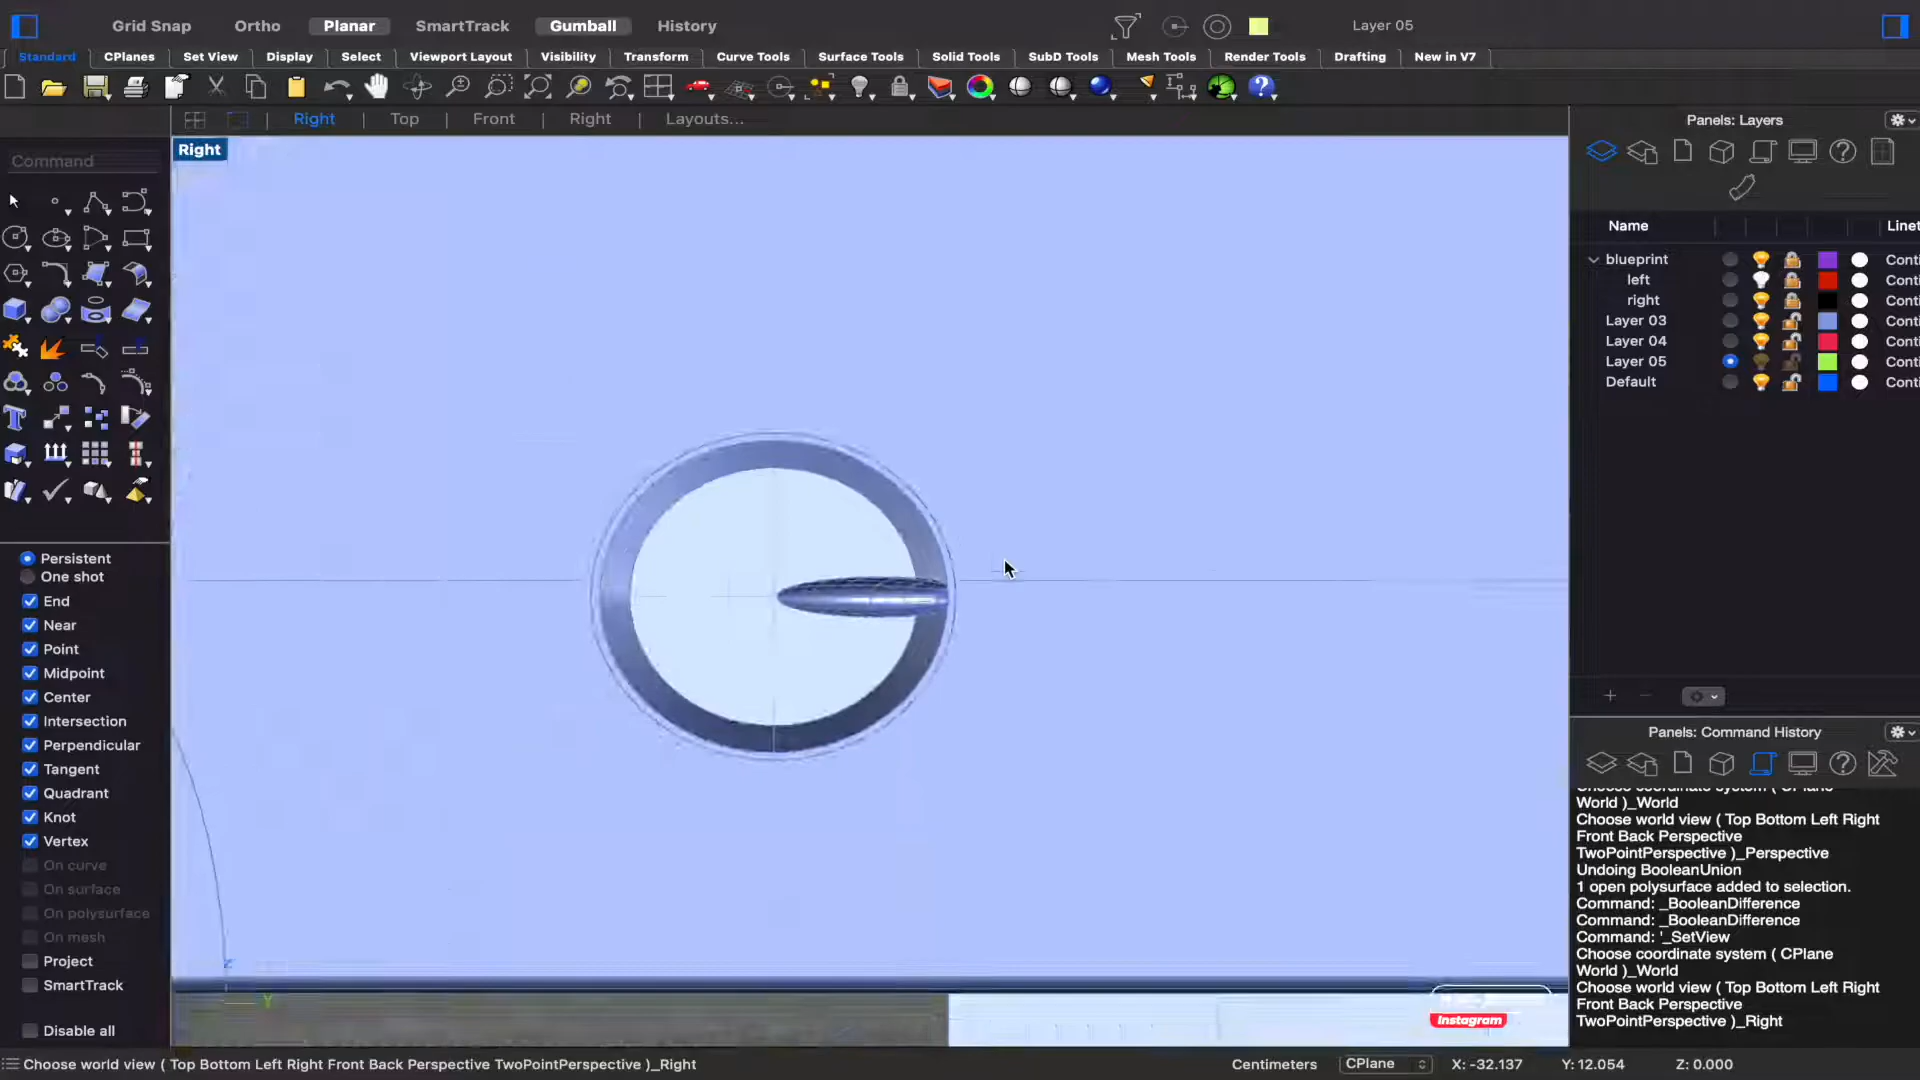 Grid Snap Ortho Planar SmartTrack Gumball History Layer 05
Standard CPlanes Set View Display Select Viewport Layout Visibility Transform Curve Tools Surface Tools Solid Tools SubD Tools Mesh Tools Render Tools Drafting New in V7
Right Top Front Right Layouts...
Panels: Layers
Right
Command
Name Linet
blueprint Conti
left Conti
right Conti
Layer 03 Conti
Layer 04 Conti
Layer 05 Conti
Default Conti
Persistent
One shot
End
Near
Point
Midpoint
Center
Intersection
Perpendicular
Tangent
Quadrant
Knot
Vertex
On curve
On surface
On polysurface
On mesh
Project
SmartTrack
Disable all
Panels: Command History
Choose coordinate system ( CPlane
World )_World
Choose world view ( Top Bottom Left Right
Front Back Perspective
TwoPointPerspective )_Perspective
Undoing BooleanUnion
1 open polysurface added to selection.
Command: _BooleanDifference
Command: _BooleanDifference
Command: '_SetView
Choose coordinate system ( CPlane
World )_World
Choose world view ( Top Bottom Left Right
Front Back Perspective
TwoPointPerspective )_Right
z
y
Instagram
Choose world view ( Top Bottom Left Right Front Back Perspective TwoPointPerspective )_Right
Centimeters CPlane X: -32.137 Y: 12.054 Z: 0.000